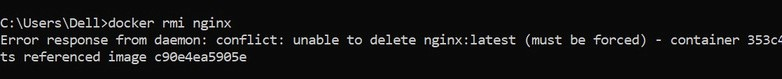 C:\Users\Dell>docker rmi nginx
Error response from daemon: conflict: unable to delete nginx:latest (must be forced) - container 353c4
ts referenced image c90e4ea5905e